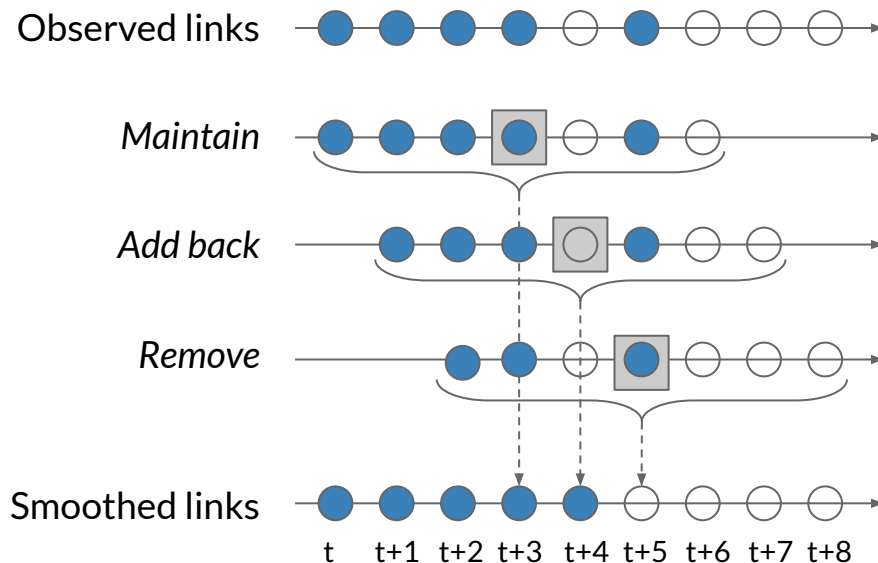 Observed links
Maintain
Add back
Remove
Smoothed links
t t+1 t+2 t+3 t+4 t+5 t+6 t+7 t+8